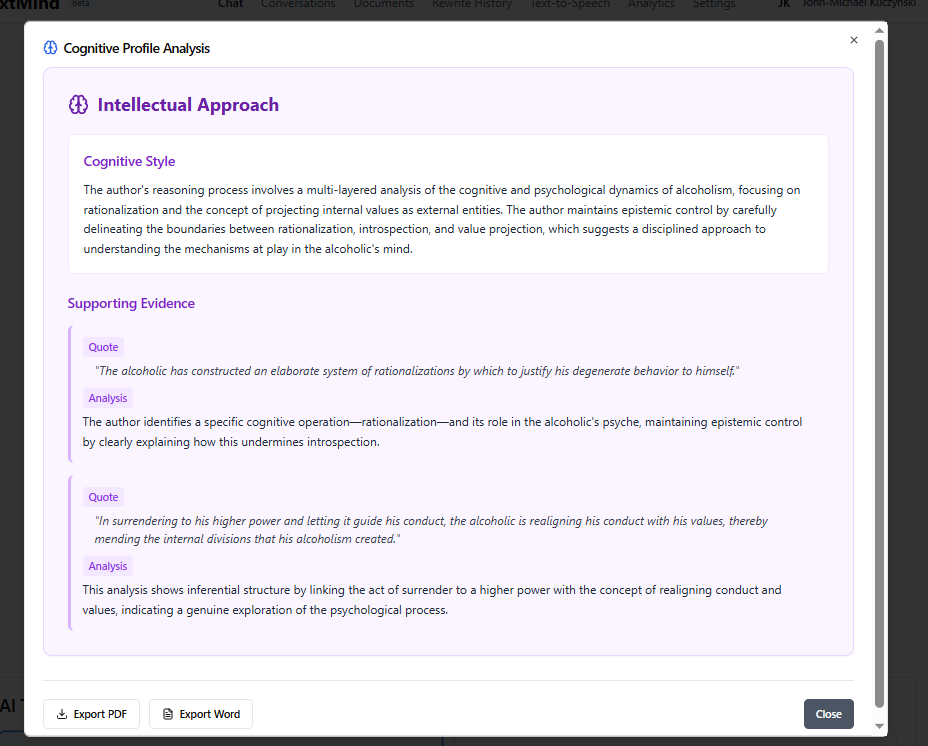 xtMind Beta Chat Conversations Documents Rewrite History Text-to-Speech Analytics Settings JK John-Michael Kuczynski
Cognitive Profile Analysis
×
Intellectual Approach
Cognitive Style
The author's reasoning process involves a multi-layered analysis of the cognitive and psychological dynamics of alcoholism, focusing on
rationalization and the concept of projecting internal values as external entities. The author maintains epistemic control by carefully
delineating the boundaries between rationalization, introspection, and value projection, which suggests a disciplined approach to
understanding the mechanisms at play in the alcoholic's mind.
Supporting Evidence
Quote
"The alcoholic has constructed an elaborate system of rationalizations by which to justify his degenerate behavior to himself."
Analysis
The author identifies a specific cognitive operation—rationalization—and its role in the alcoholic's psyche, maintaining epistemic control
by clearly explaining how this undermines introspection.
Quote
"In surrendering to his higher power and letting it guide his conduct, the alcoholic is realigning his conduct with his values, thereby
mending the internal divisions that his alcoholism created."
Analysis
This analysis shows inferential structure by linking the act of surrender to a higher power with the concept of realigning conduct and
values, indicating a genuine exploration of the psychological process.
AI
Export PDF Export Word Close